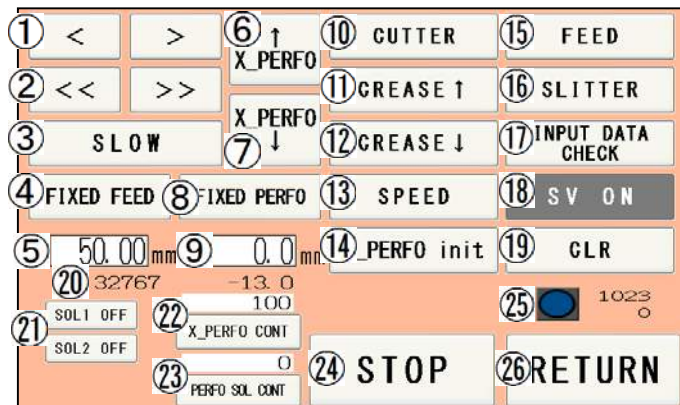 ① < > ⑥ ↑ X_PERFO ⑩ CUTTER ⑮ FEED
② << >> ⑪ CREASE ↑ ⑯ SLITTER
③ SLOW X_PERFO ↓ ⑦ ⑫ CREASE ↓ ⑰ INPUT DATA CHECK
④ FIXED FEED ⑧ FIXED PERFO ⑬ SPEED ⑱ SV ON
⑤ 50.00 mm ⑨ 0.0 mm ⑭ _PERFO init ⑲ CLR
⑳ 32767 -13.0
㉑ SOL1 OFF ㉒ 100 ㉕ 1023
SOL2 OFF X_PERFO CONT 0
㉓ 0 ㉔ STOP ㉖ RETURN
PERFO SOL CONT